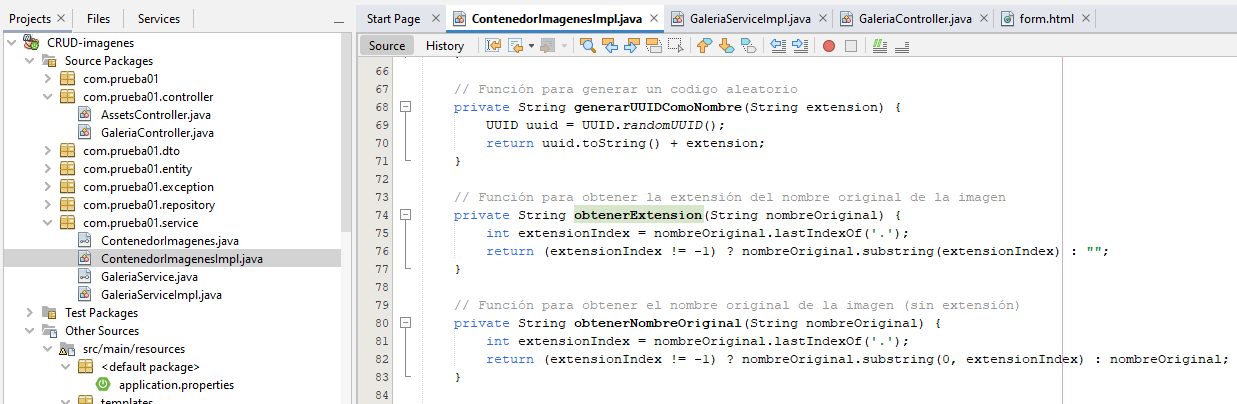 Projects × Files Services
CRUD-imagenes
Source Packages
com.prueba01
com.prueba01.controller
AssetsController.java
GaleriaController.java
com.prueba01.dto
com.prueba01.entity
com.prueba01.exception
com.prueba01.repository
com.prueba01.service
ContenedorImagenes.java
ContenedorImagenesImpl.java
GaleriaService.java
GaleriaServiceImpl.java
Test Packages
Other Sources
src/main/resources
<default package>
application.properties
templates
Start Page × ContenedorImagenesImpl.java × GaleriaServiceImpl.java × GaleriaController.java × form.html ×
Source History
66
67 // Función para generar un codigo aleatorio
68 private String generarUUIDComoNombre(String extension) {
69 UUID uuid = UUID.randomUUID();
70 return uuid.toString() + extension;
71 }
72
73 // Función para obtener la extensión del nombre original de la imagen
74 private String obtenerExtension(String nombreOriginal) {
75 int extensionIndex = nombreOriginal.lastIndexOf('.');
76 return (extensionIndex != -1) ? nombreOriginal.substring(extensionIndex) : "";
77 }
78
79 // Función para obtener el nombre original de la imagen (sin extensión)
80 private String obtenerNombreOriginal(String nombreOriginal) {
81 int extensionIndex = nombreOriginal.lastIndexOf('.');
82 return (extensionIndex != -1) ? nombreOriginal.substring(0, extensionIndex) : nombreOriginal;
83 }
84